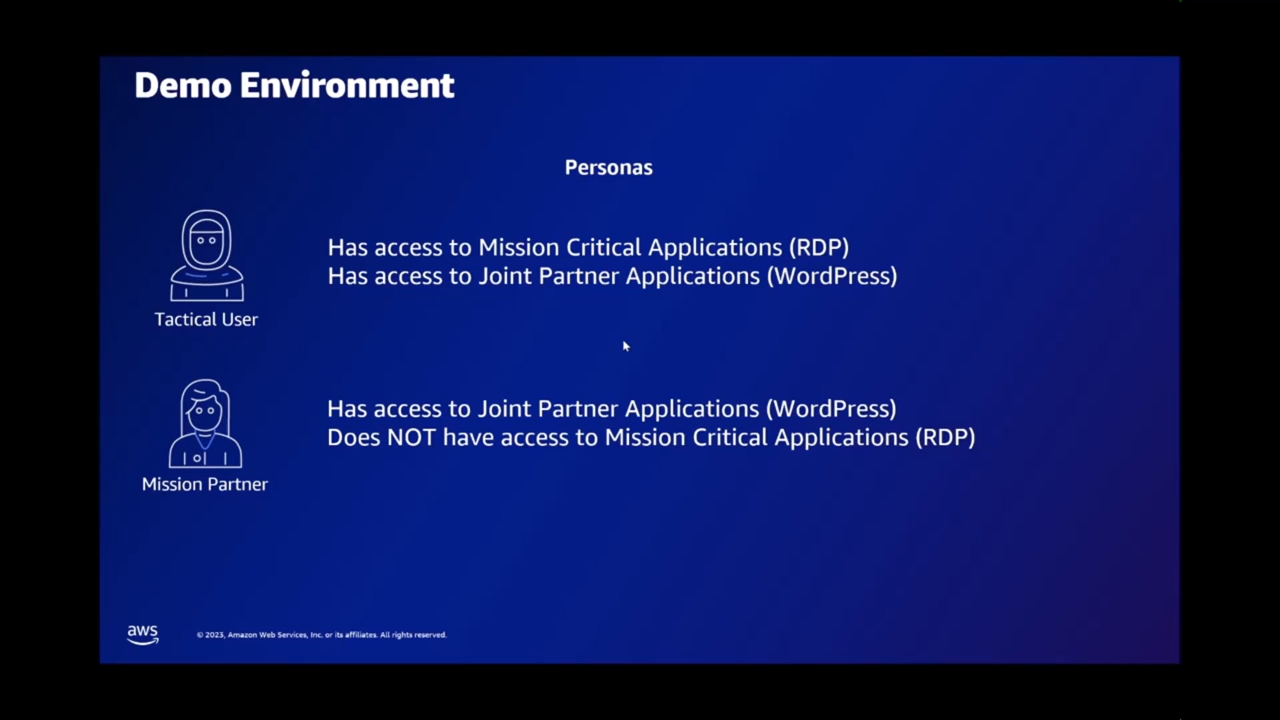 Demo Environment
Personas
Has access to Mission Critical Applications (RDP)
Has access to Joint Partner Applications (WordPress)
Tactical User
Has access to Joint Partner Applications (WordPress)
Does NOT have access to Mission Critical Applications (RDP)
Mission Partner
aws
© 2023, Amazon Web Services, Inc. or its affiliates. All rights reserved.